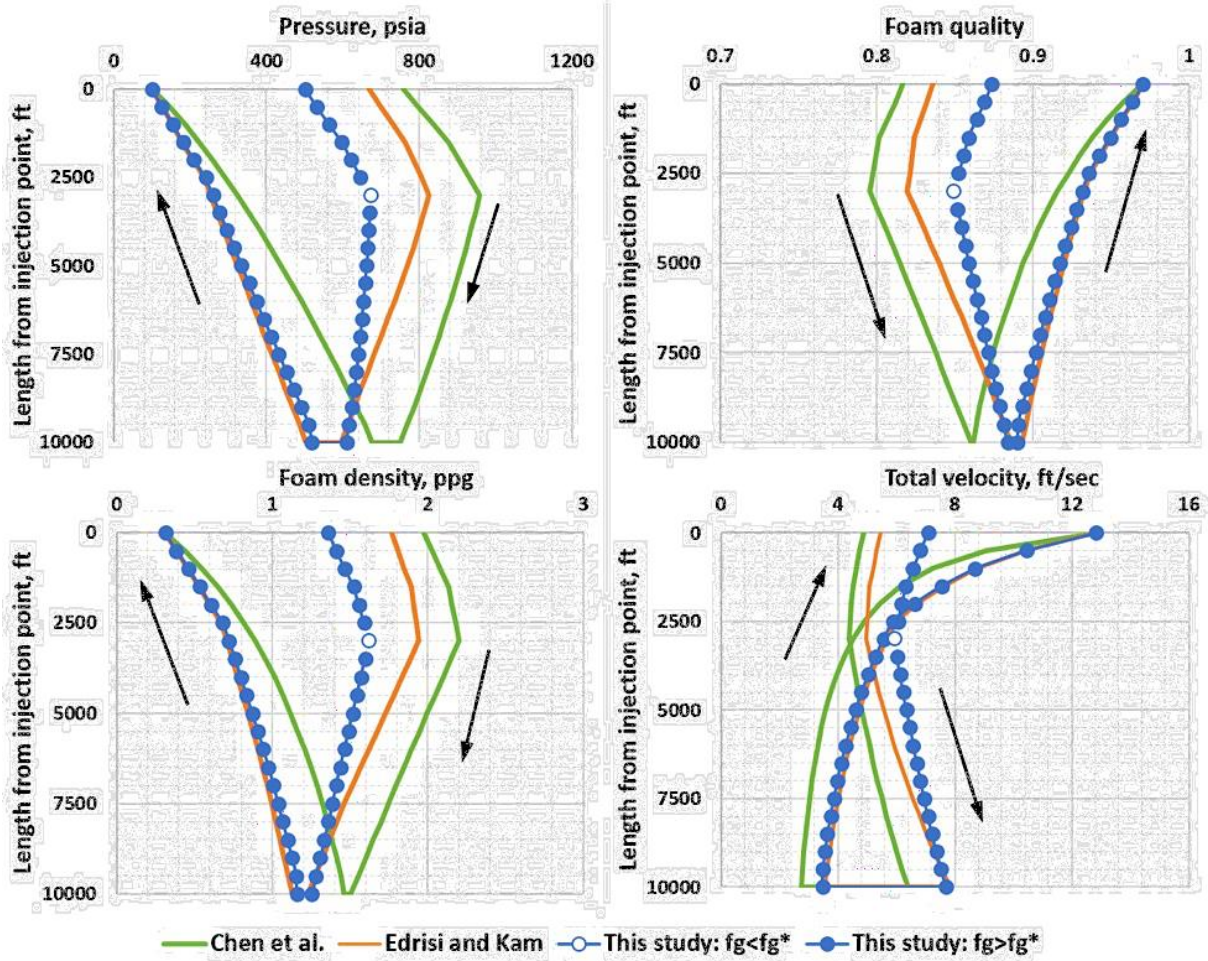 Pressure, psia
0 400 800 1200
Length from injection point, ft
0
2500
5000
7500
10000
Foam quality
0.7 0.8 0.9 1
Length from injection point, ft
0
2500
5000
7500
10000
Foam density, ppg
0 1 2 3
Length from injection point, ft
0
2500
5000
7500
10000
Total velocity, ft/sec
4 8 12 16
Length from injection point, ft
0
2500
5000
7500
10000
Chen et al. Edrisi and Kam This study: fg<fg* This study: fg>fg*